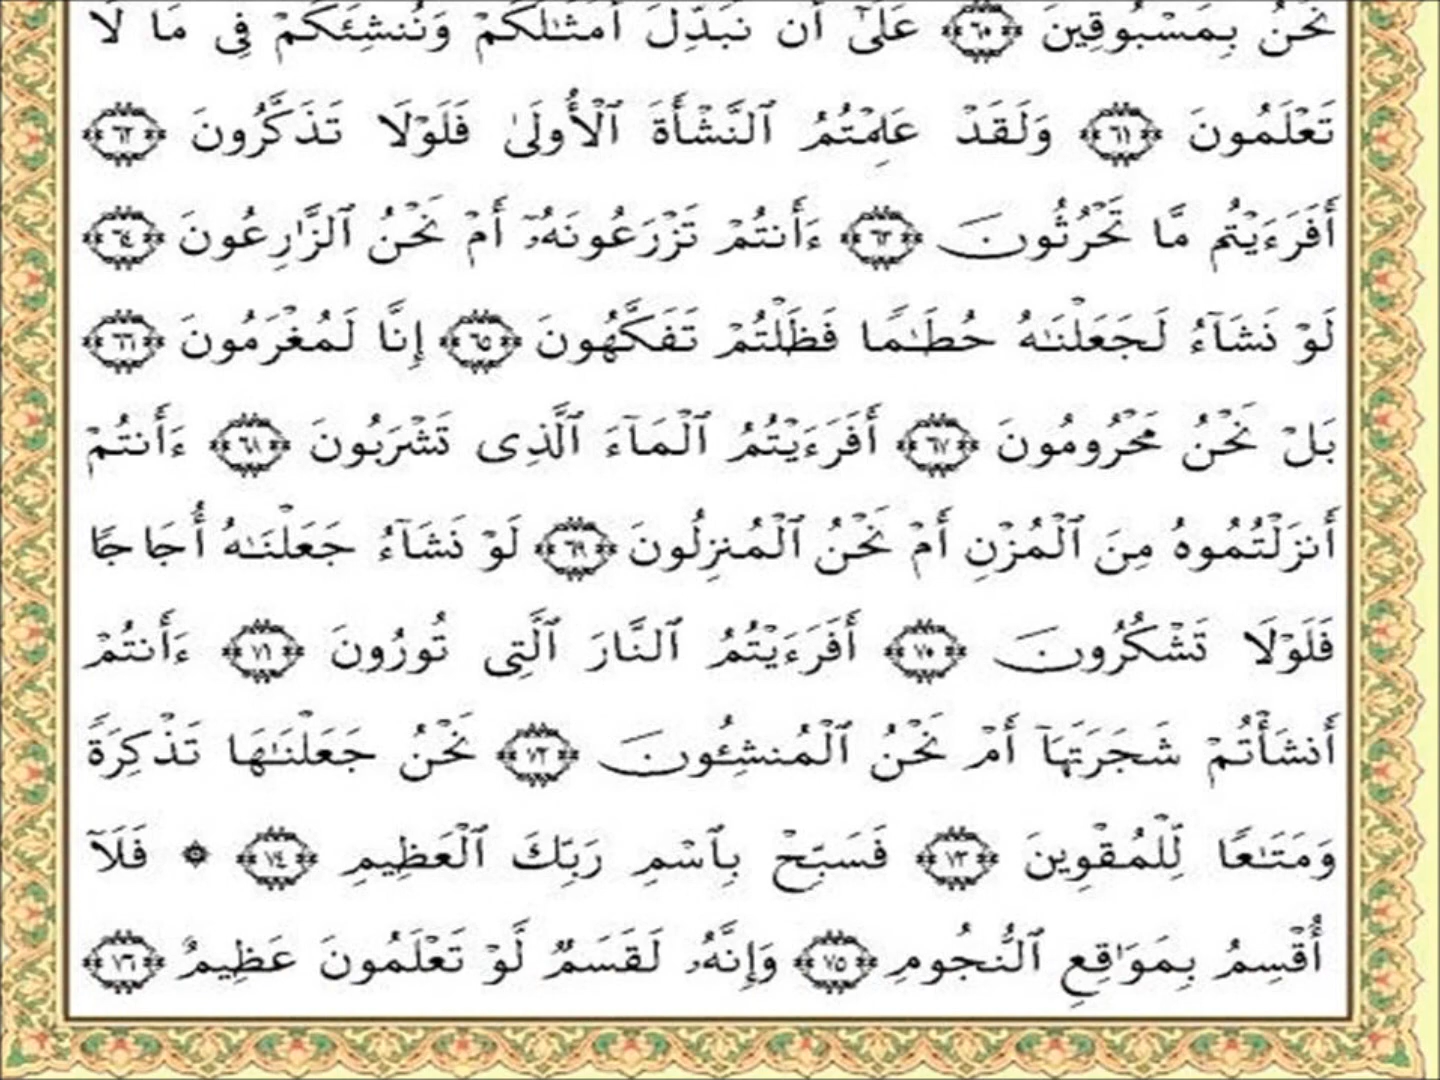 نَحْنُ بِمَسْبُوقِينَ ﴿٦٠﴾ عَلَىٰٓ أَن نُّبَدِّلَ أَمْثَـٰلَكُمْ وَنُنشِئَكُمْ فِى مَا لَا
تَعْلَمُونَ ﴿٦١﴾ وَلَقَدْ عَلِمْتُمُ ٱلنَّشْأَةَ ٱلْأُولَىٰ فَلَوْلَا تَذَكَّرُونَ ﴿٦٢﴾
أَفَرَءَيْتُم مَّا تَحْرُثُونَ ﴿٦٣﴾ ءَأَنتُمْ تَزْرَعُونَهُۥٓ أَمْ نَحْنُ ٱلزَّٰرِعُونَ ﴿٦٤﴾
لَوْ نَشَآءُ لَجَعَلْنَـٰهُ حُطَـٰمًا فَظَلْتُمْ تَفَكَّهُونَ ﴿٦٥﴾ إِنَّا لَمُغْرَمُونَ ﴿٦٦﴾
بَلْ نَحْنُ مَحْرُومُونَ ﴿٦٧﴾ أَفَرَءَيْتُمُ ٱلْمَآءَ ٱلَّذِى تَشْرَبُونَ ﴿٦٨﴾ ءَأَنتُمْ
أَنزَلْتُمُوهُ مِنَ ٱلْمُزْنِ أَمْ نَحْنُ ٱلْمُنزِلُونَ ﴿٦٩﴾ لَوْ نَشَآءُ جَعَلْنَـٰهُ أُجَاجًا
فَلَوْلَا تَشْكُرُونَ ﴿٧٠﴾ أَفَرَءَيْتُمُ ٱلنَّارَ ٱلَّتِى تُورُونَ ﴿٧١﴾ ءَأَنتُمْ
أَنشَأْتُمْ شَجَرَتَهَآ أَمْ نَحْنُ ٱلْمُنشِـُٔونَ ﴿٧٢﴾ نَحْنُ جَعَلْنَـٰهَا تَذْكِرَةً
وَمَتَـٰعًا لِّلْمُقْوِينَ ﴿٧٣﴾ فَسَبِّحْ بِٱسْمِ رَبِّكَ ٱلْعَظِيمِ ﴿٧٤﴾ ۞ فَلَآ
أُقْسِمُ بِمَوَٰقِعِ ٱلنُّجُومِ ﴿٧٥﴾ وَإِنَّهُۥ لَقَسَمٌ لَّوْ تَعْلَمُونَ عَظِيمٌ ﴿٧٦﴾